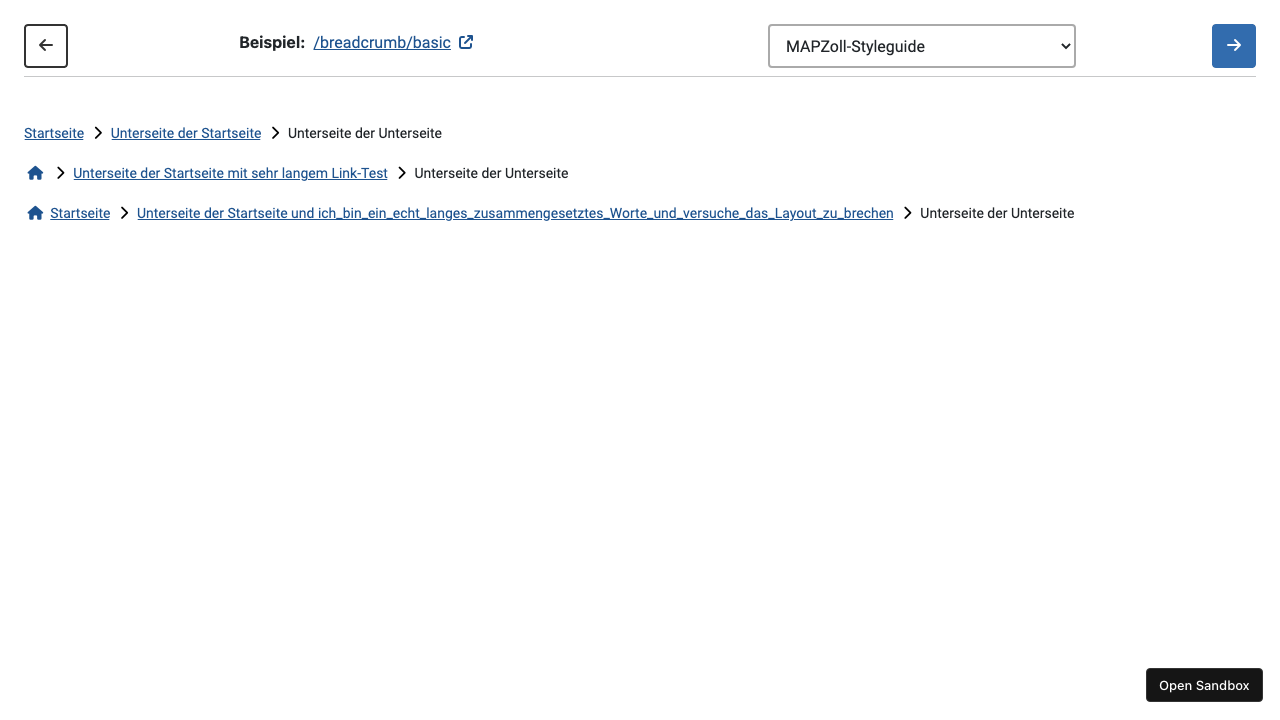 Beispiel: /breadcrumb/basic MAPZoll-Styleguide
Startseite Unterseite der Startseite Unterseite der Unterseite
Unterseite der Startseite mit sehr langem Link-Test Unterseite der Unterseite
Startseite Unterseite der Startseite und ich_bin_ein_echt_langes_zusammengesetztes_Worte_und_versuche_das_Layout_zu_brechen Unterseite der Unterseite
Open Sandbox